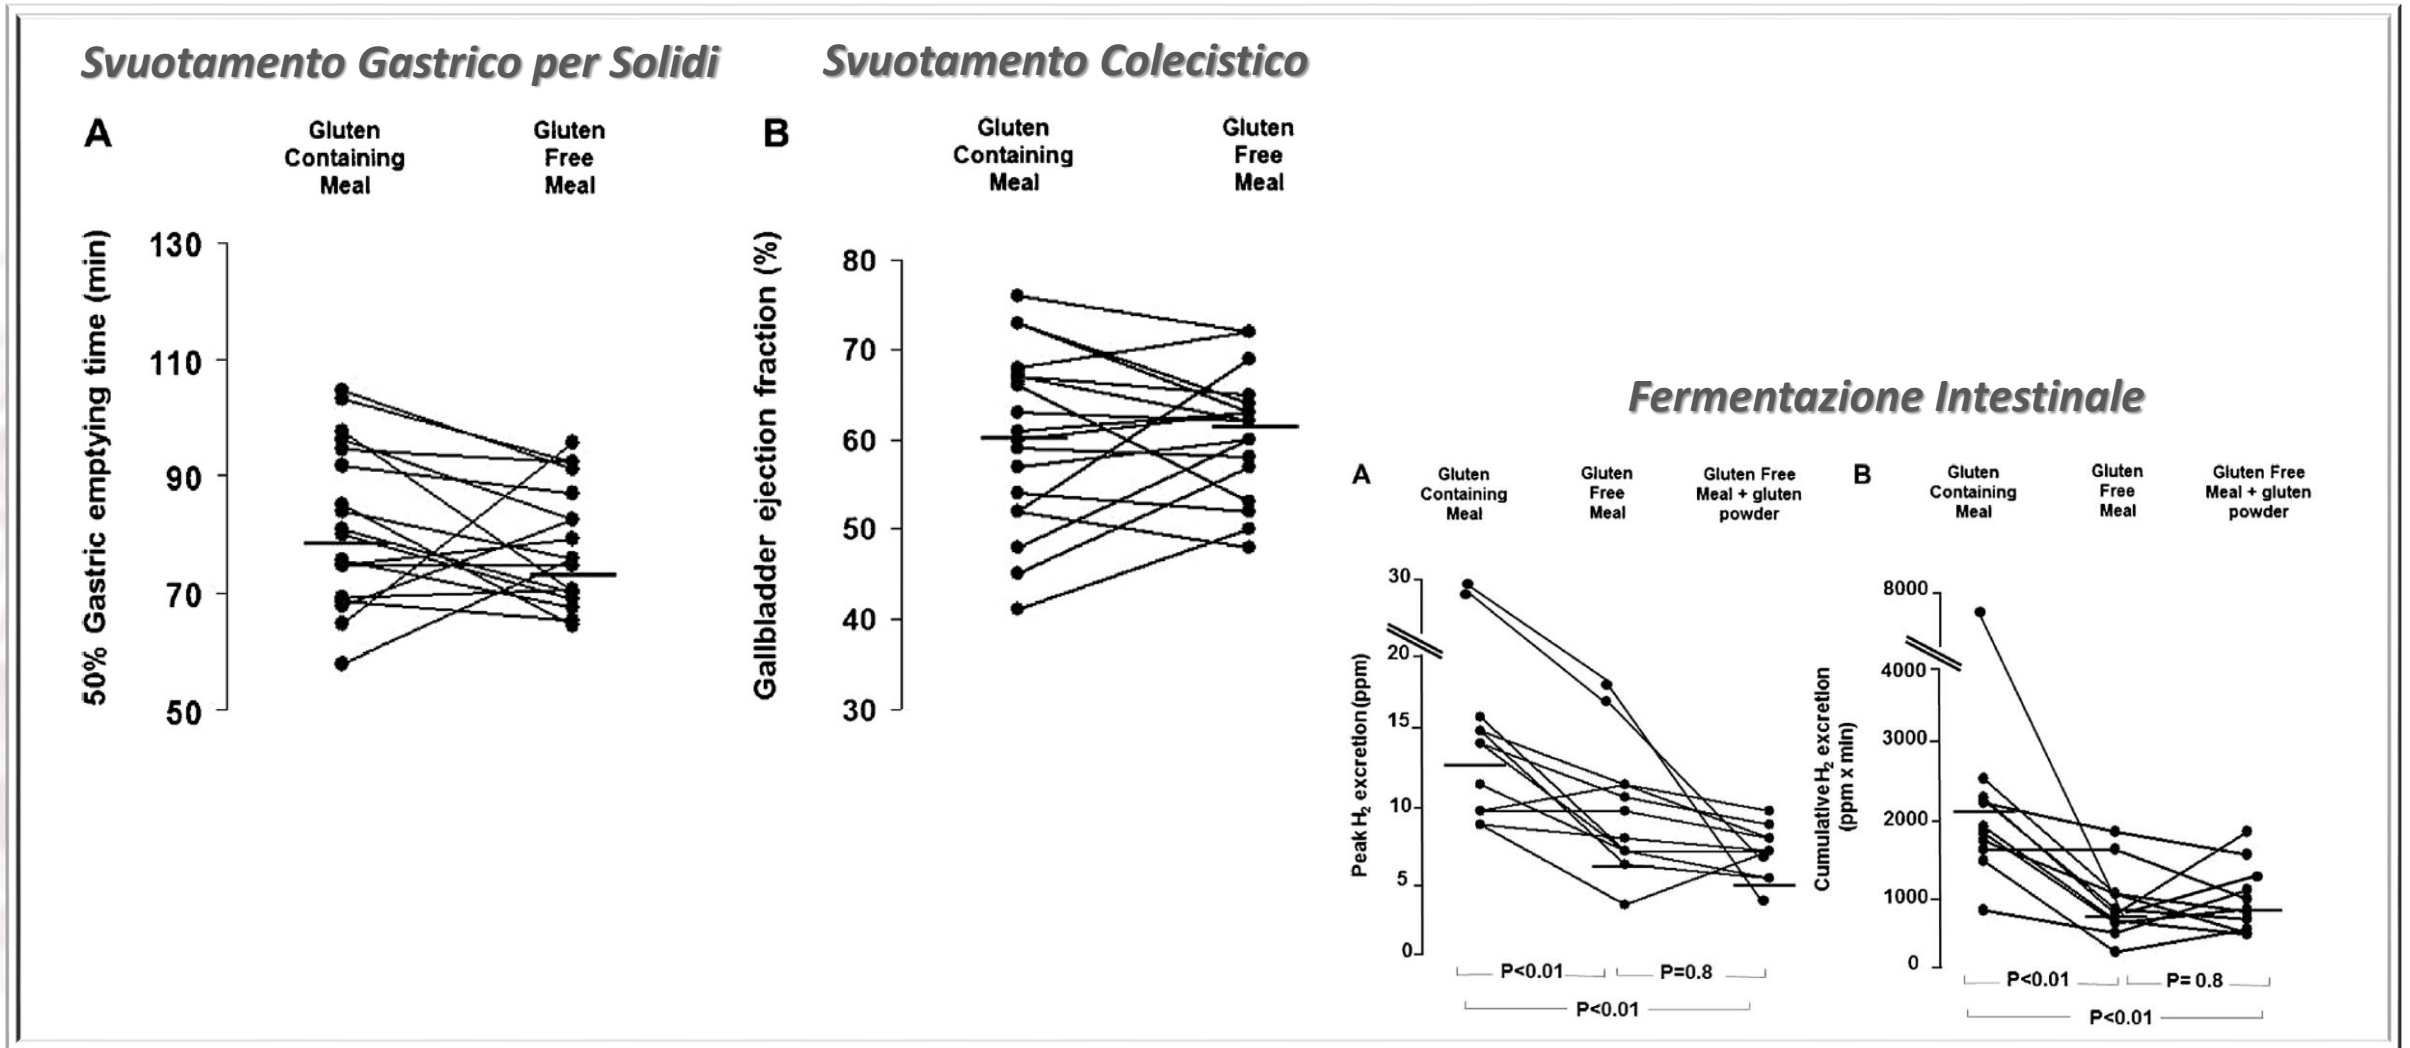 Svuotamento Gastrico per Solidi
A
Gluten
Containing
Meal
Gluten
Free
Meal
50% Gastric emptying time (min)
130
110
90
70
50
Svuotamento Colecistico
B
Gluten
Containing
Meal
Gluten
Free
Meal
Gallbladder ejection fraction (%)
80
70
60
50
40
30
Fermentazione Intestinale
A
Gluten
Containing
Meal
Gluten
Free
Meal
Gluten Free
Meal + gluten
powder
Peak H₂ excretion (ppm)
30
20
15
10
5
0
P<0.01
P=0.8
P<0.01
B
Gluten
Containing
Meal
Gluten
Free
Meal
Gluten Free
Meal + gluten
powder
Cumulative H₂ excretion
(ppm x min)
8000
4000
3000
2000
1000
0
P<0.01
P= 0.8
P<0.01